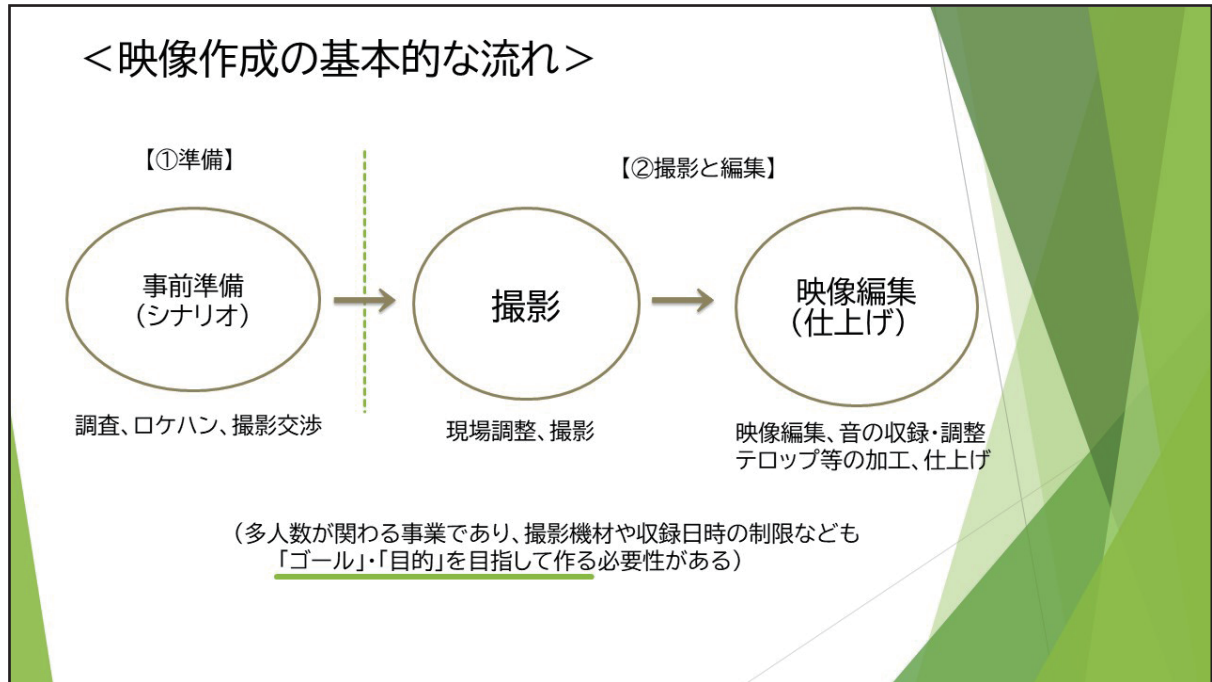 ＜映像作成の基本的な流れ＞
【①準備】
【②撮影と編集】
事前準備
（シナリオ）
撮影
映像編集
（仕上げ）
調査、ロケハン、撮影交渉
現場調整、撮影
映像編集、音の収録・調整
テロップ等の加工、仕上げ
（多人数が関わる事業であり、撮影機材や収録日時の制限なども
「ゴール」・「目的」を目指して作る必要性がある）